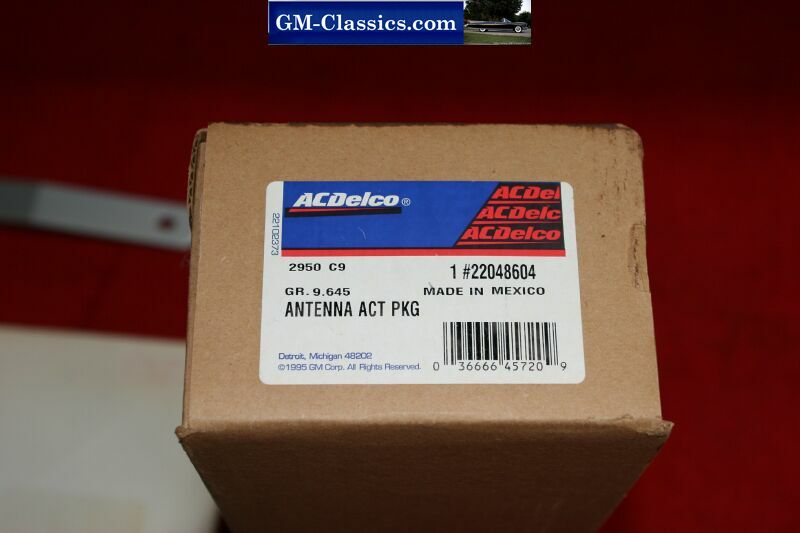 GM-Classics.com
ACDelco®
ACDel
ACDelc
ACDelco
22102373
2950 C9
1 #22048604
GR. 9.645
MADE IN MEXICO
ANTENNA ACT PKG
Detroit, Michigan 48202
©1995 GM Corp. All Rights Reserved.
0 36666 45720 9